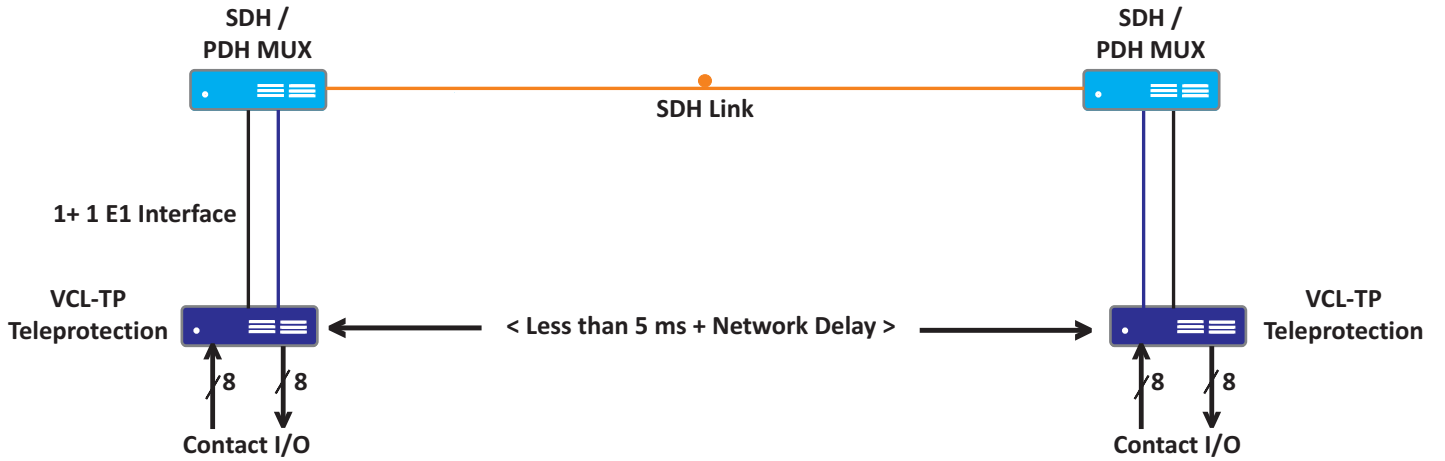 SDH /
PDH MUX
SDH /
PDH MUX
SDH Link
1+ 1 E1 Interface
VCL-TP
Teleprotection
< Less than 5 ms + Network Delay >
VCL-TP
Teleprotection
8
8
8
8
Contact I/O
Contact I/O